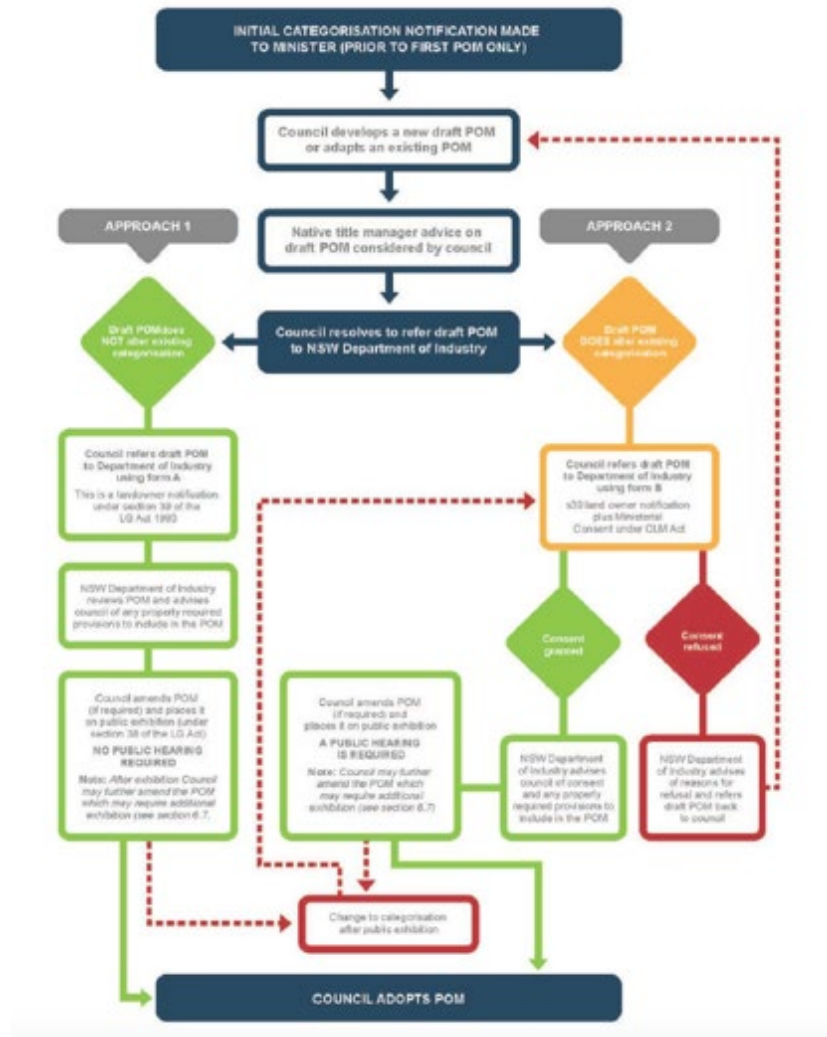 INITIAL CATEGORISATION NOTIFICATION MADE
TO MINISTER (PRIOR TO FIRST POM ONLY)
Council develops a new draft POM
or adapts an existing POM
APPROACH 1
Native title manager advice on
draft POM considered by council
APPROACH 2
Draft POM does
NOT alter existing
categorisation
Council resolves to refer draft POM
to NSW Department of Industry
Draft POM
DOES alter existing
categorisation
Council refers draft POM
to Department of Industry
using form A
This is a landowner notification
under section 39 of the
LG Act 1993
Council refers draft POM
to Department of Industry
using form B
s39 land owner notification
plus Ministerial
Consent under CLM Act
NSW Department of Industry
reviews POM and advises
council of any property required
provisions to include in the POM
Consent
granted
Consent
refused
Council amends POM
(if required) and places it
on public exhibition (under
section 38 of the LG Act)
NO PUBLIC HEARING
REQUIRED
Note: After exhibition Council
may further amend the POM
which may require additional
exhibition (see section 6.7.
Council amends POM
(if required) and
places it on public exhibition
A PUBLIC HEARING
IS REQUIRED
Note: Council may further
amend the POM which
may require additional
exhibition (see section 6.7)
NSW Department
of Industry advises
council of consent
and any property
required provisions to
include in the POM
NSW Department
of Industry advises
of reasons for
refusal and refers
draft POM back
to council
Change to categorisation
after public exhibition
COUNCIL ADOPTS POM